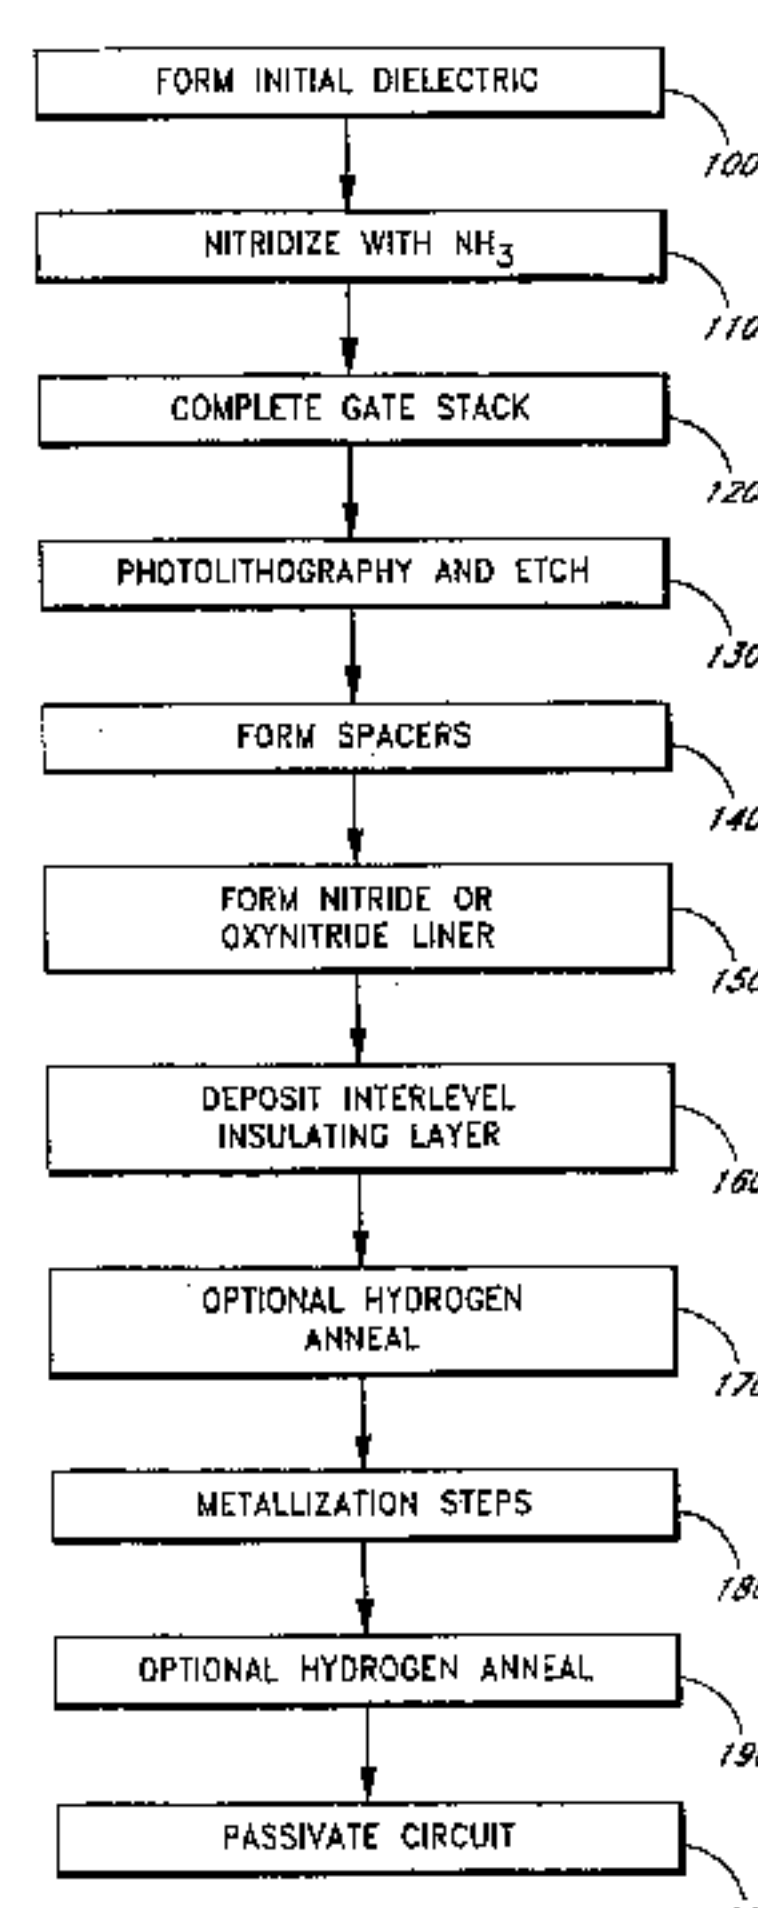 FORM INITIAL DIELECTRIC
100
NITRIDIZE WITH NH3
110
COMPLETE GATE STACK
120
PHOTOLITHOGRAPHY AND ETCH
130
FORM SPACERS
140
FORM NITRIDE OR
OXYNITRIDE LINER
150
DEPOSIT INTERLEVEL
INSULATING LAYER
160
OPTIONAL HYDROGEN
ANNEAL
170
METALLIZATION STEPS
180
OPTIONAL HYDROGEN ANNEAL
190
PASSIVATE CIRCUIT